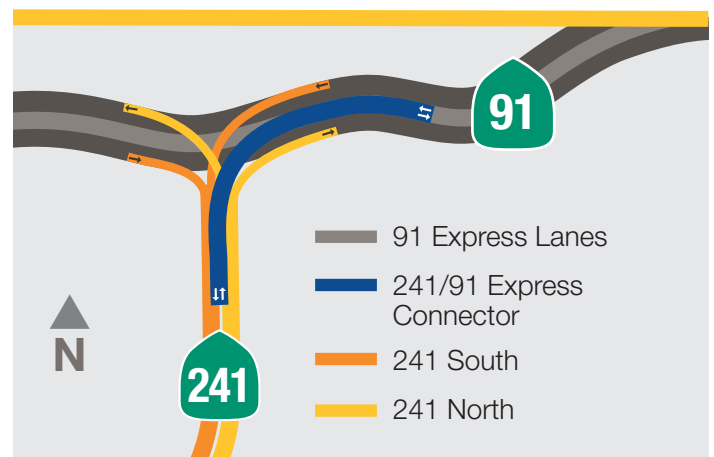 91
91 Express Lanes
241/91 Express
Connector
241 South
241 North
N
241